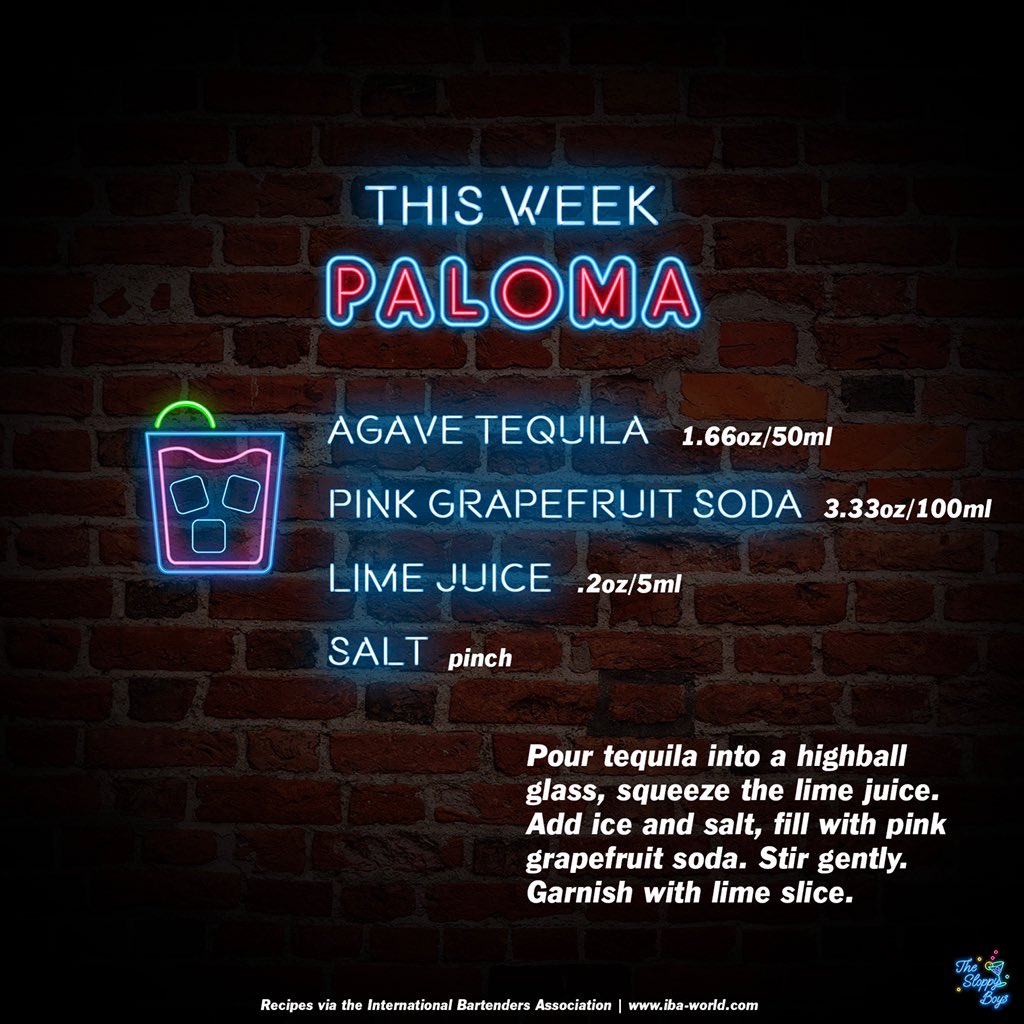 THIS WEEK
PALOMA
AGAVE TEQUILA 1.66oz/50ml
PINK GRAPEFRUIT SODA 3.33oz/100ml
LIME JUICE .2oz/5ml
SALT pinch
Pour tequila into a highball
glass, squeeze the lime juice.
Add ice and salt, fill with pink
grapefruit soda. Stir gently.
Garnish with lime slice.
The
Sloppy
Boys
Recipes via the International Bartenders Association | www.iba-world.com